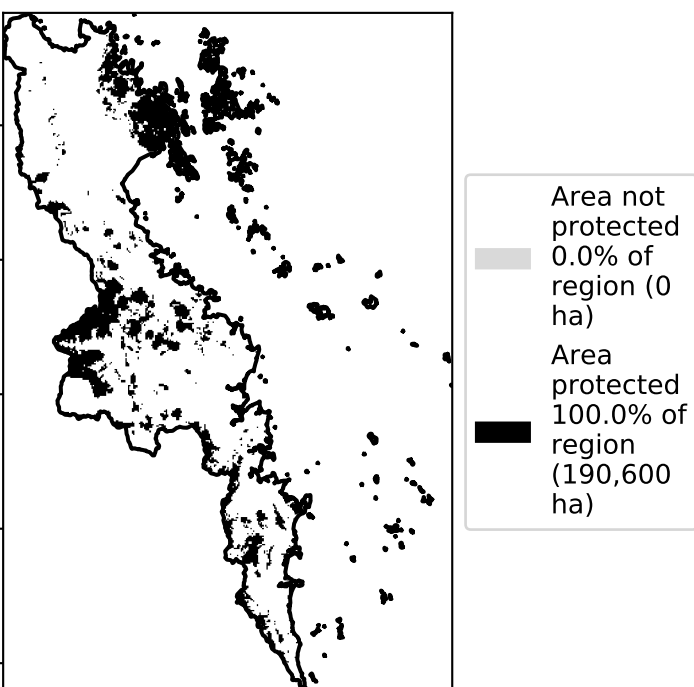 Area not
protected
0.0% of
region (0
ha)
Area
protected
100.0% of
region
(190,600
ha)